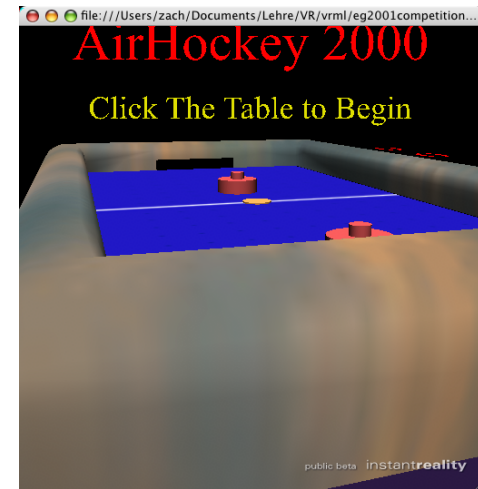 file:///Users/zach/Documents/Lehre/VR/vrml/eg2001competition...
AirHockey 2000
Click The Table to Begin
public beta instantreality